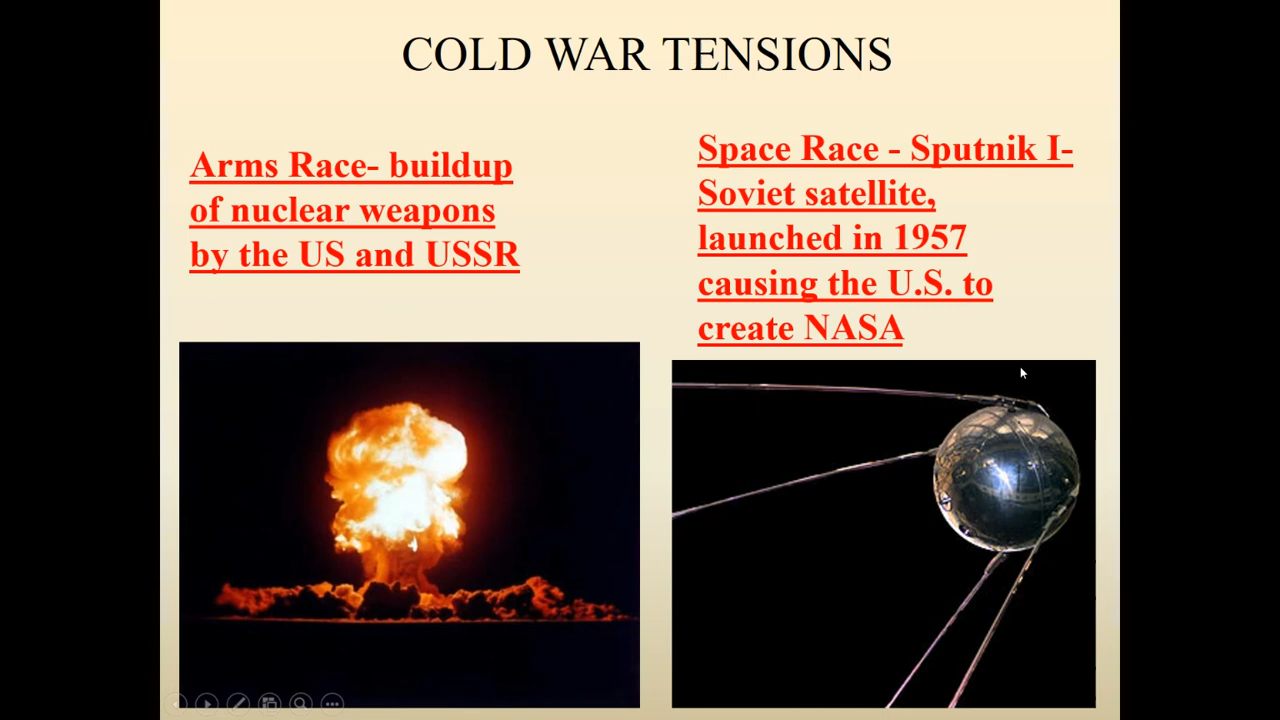 COLD WAR TENSIONS
Arms Race- buildup
of nuclear weapons
by the US and USSR
Space Race - Sputnik I-
Soviet satellite,
launched in 1957
causing the U.S. to
create NASA